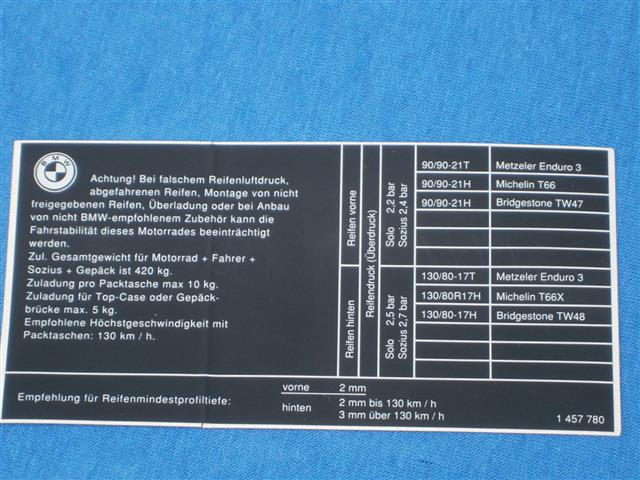 BMW
Achtung! Bei falschem Reifenluftdruck,
abgefahrenen Reifen, Montage von nicht
freigegebenen Reifen, Überladung oder bei Anbau
von nicht BMW-empfohlenem Zubehör kann die
Fahrstabilität dieses Motorrades beeinträchtigt
werden.
Zul. Gesamtgewicht für Motorrad + Fahrer +
Sozius + Gepäck ist 420 kg.
Zuladung pro Packtasche max 10 kg.
Zuladung für Top-Case oder Gepäck-
brücke max. 5 kg.
Empfohlene Höchstgeschwindigkeit mit
Packtaschen: 130 km / h.
Reifen vorne
Reifen hinten
Reifendruck (Überdruck)
Solo 2,2 bar
Sozius 2,4 bar
Solo 2,5 bar
Sozius 2,7 bar
90/90-21T Metzeler Enduro 3
90/90-21H Michelin T66
90/90-21H Bridgestone TW47
130/80-17T Metzeler Enduro 3
130/80R17H Michelin T66X
130/80-17H Bridgestone TW48
Empfehlung für Reifenmindestprofiltiefe:
vorne 2 mm
hinten 2 mm bis 130 km / h
3 mm über 130 km / h
1 457 780